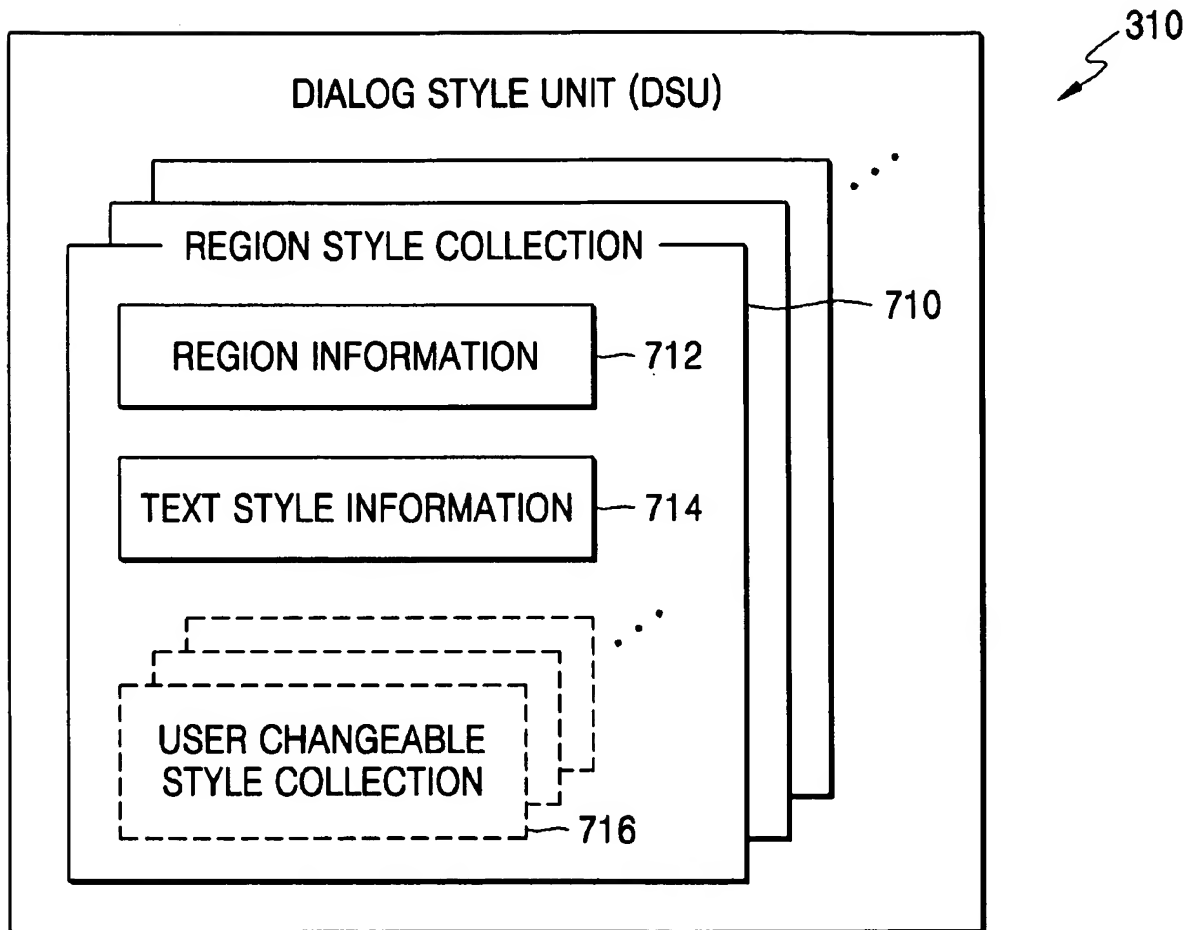 310
DIALOG STYLE UNIT (DSU)
REGION STYLE COLLECTION
710
REGION INFORMATION
712
TEXT STYLE INFORMATION
714
USER CHANGEABLE
STYLE COLLECTION
716